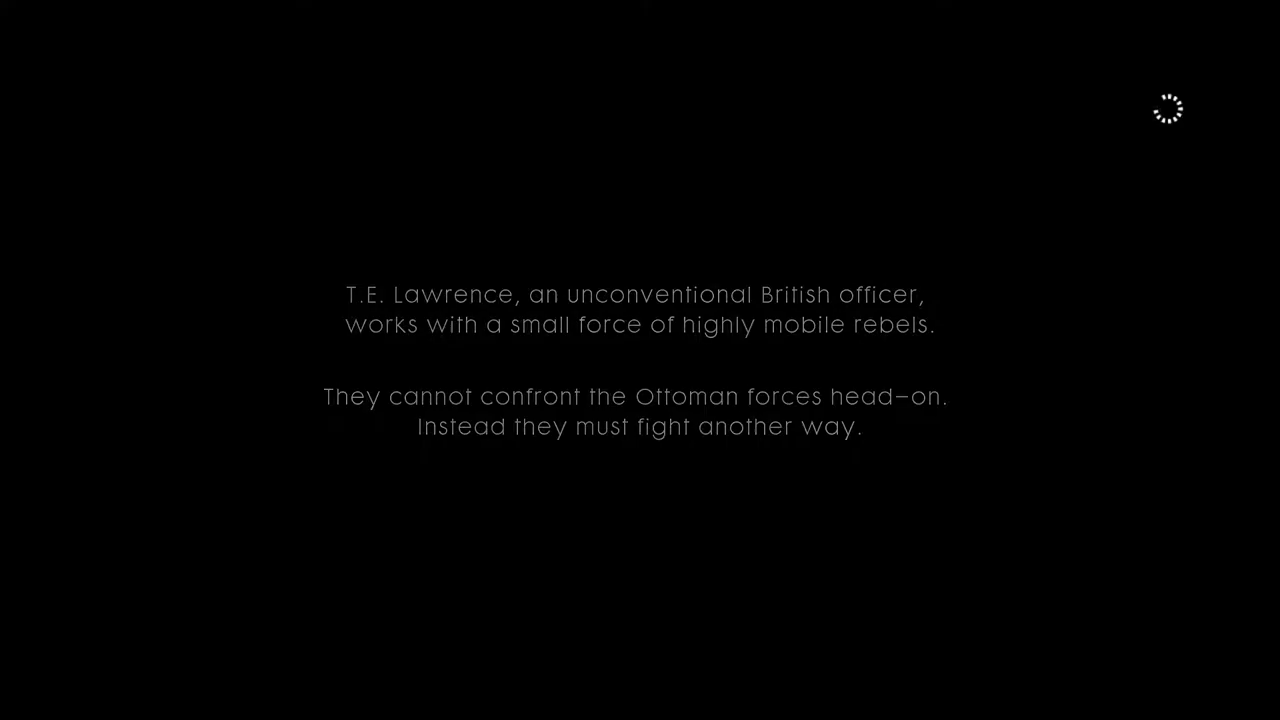 T.E. Lawrence, an unconventional British officer,
works with a small force of highly mobile rebels.
They cannot confront the Ottoman forces head-on.
Instead they must fight another way.